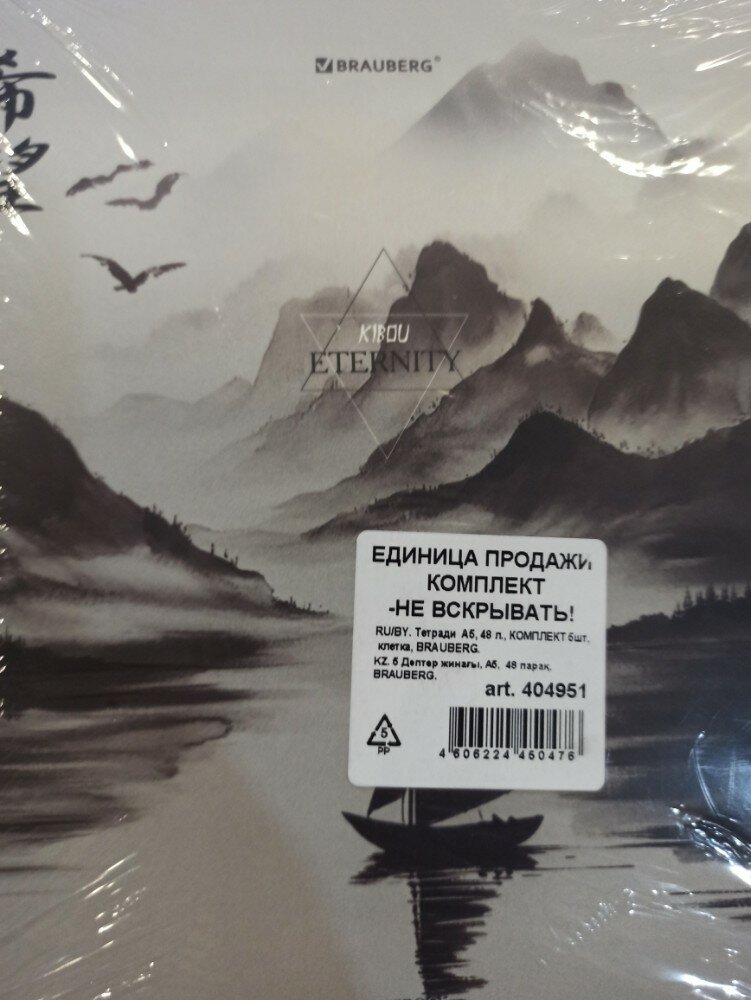 BRAUBERG®
KIBOU
ETERNITY
ЕДИНИЦА ПРОДАЖИ
КОМПЛЕКТ
-НЕ ВСКРЫВАТЬ!
RU/BY. Тетради А5, 48 л., КОМПЛЕКТ 5шт.
клетка, BRAUBERG.
KZ. 5 Дептер жинағы, А5, 48 парақ,
BRAUBERG.
art. 404951
5
PP
4 606224 450476